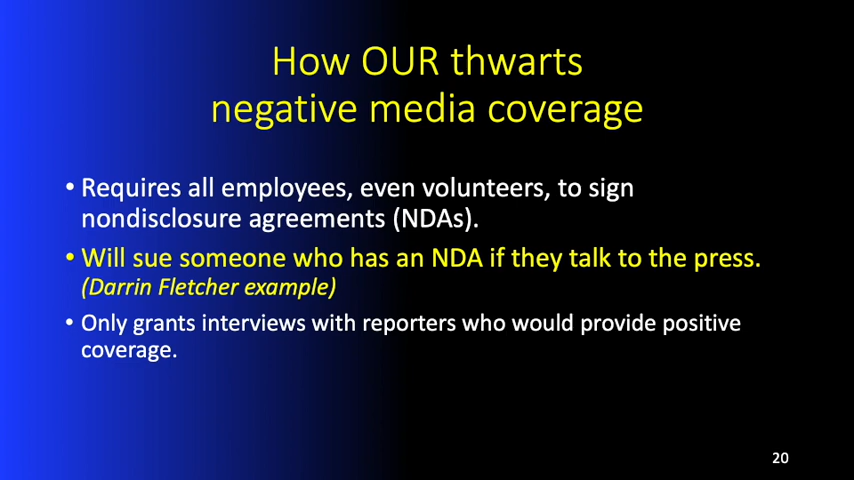 How OUR thwarts
negative media coverage
• Requires all employees, even volunteers, to sign
nondisclosure agreements (NDAs).
• Will sue someone who has an NDA if they talk to the press.
(Darrin Fletcher example)
• Only grants interviews with reporters who would provide positive
coverage.
20